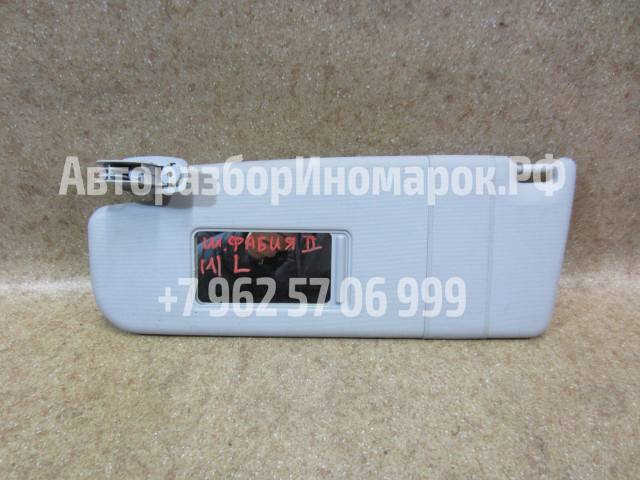 АвторазборИномарок.РФ
Ш. ФАБИЯ II
(1) L
+7 962 57 06 999